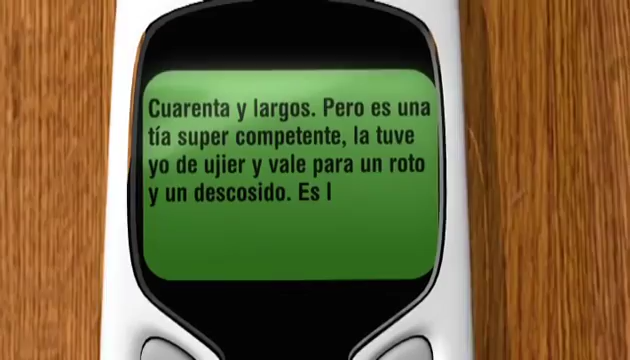 Cuarenta y largos. Pero es una
tía super competente, la tuve
yo de ujier y vale para un roto
y un descosido. Es l